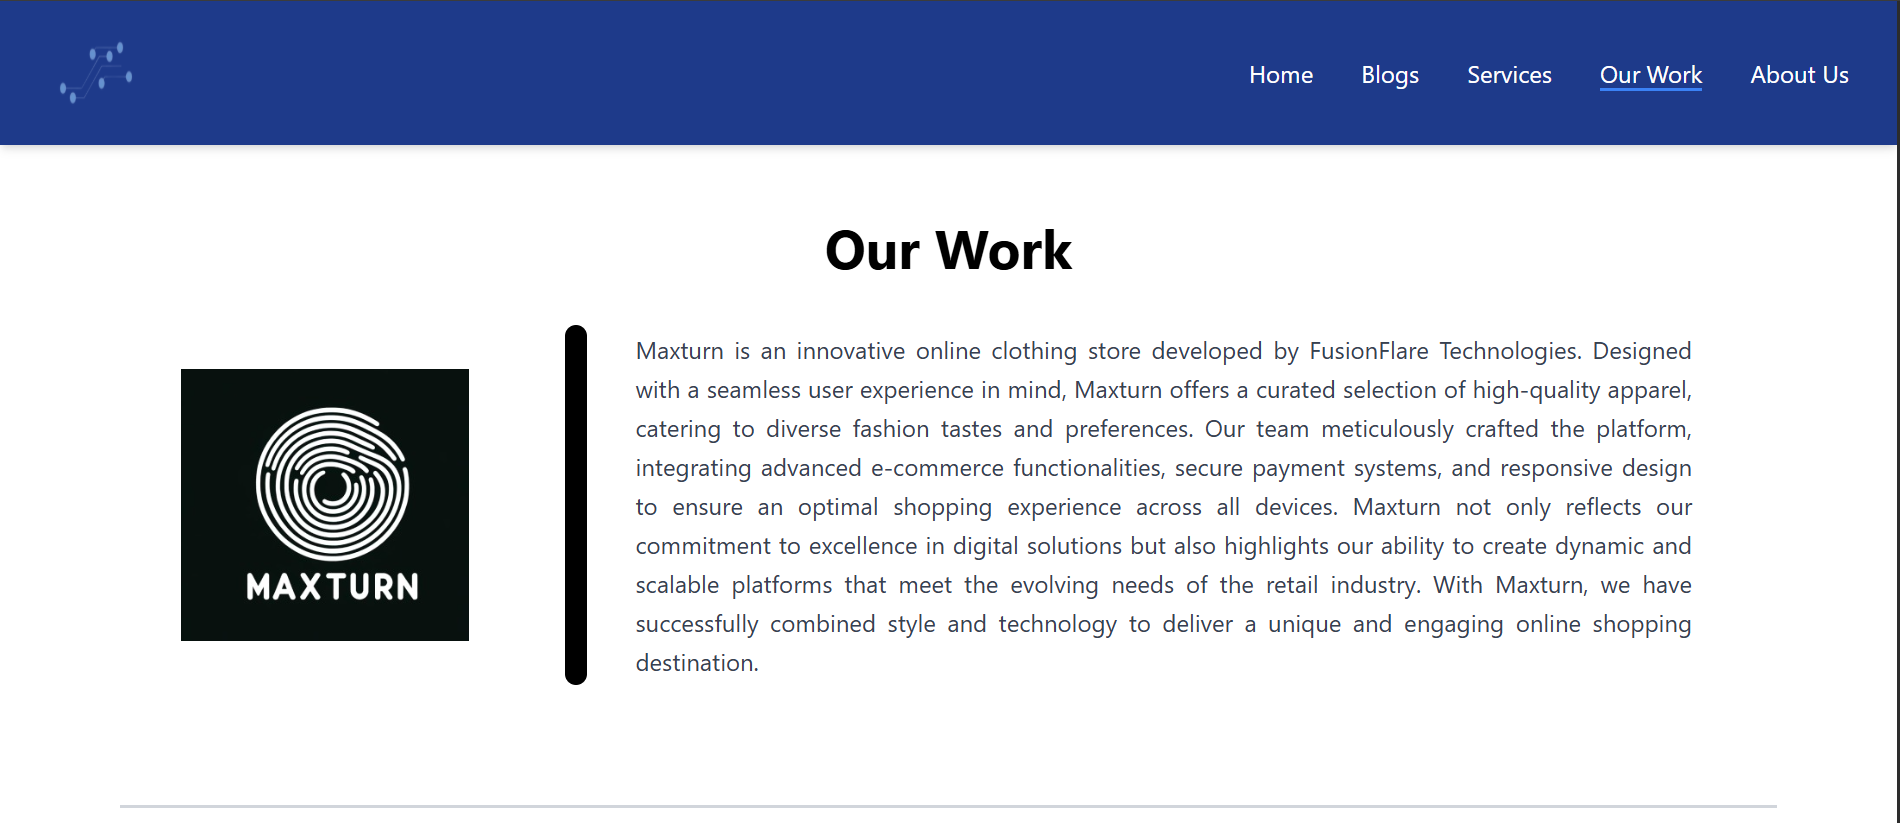 Home Blogs Services Our Work About Us
Our Work
MAXTURN
Maxturn is an innovative online clothing store developed by FusionFlare Technologies. Designed
with a seamless user experience in mind, Maxturn offers a curated selection of high-quality apparel,
catering to diverse fashion tastes and preferences. Our team meticulously crafted the platform,
integrating advanced e-commerce functionalities, secure payment systems, and responsive design
to ensure an optimal shopping experience across all devices. Maxturn not only reflects our
commitment to excellence in digital solutions but also highlights our ability to create dynamic and
scalable platforms that meet the evolving needs of the retail industry. With Maxturn, we have
successfully combined style and technology to deliver a unique and engaging online shopping
destination.